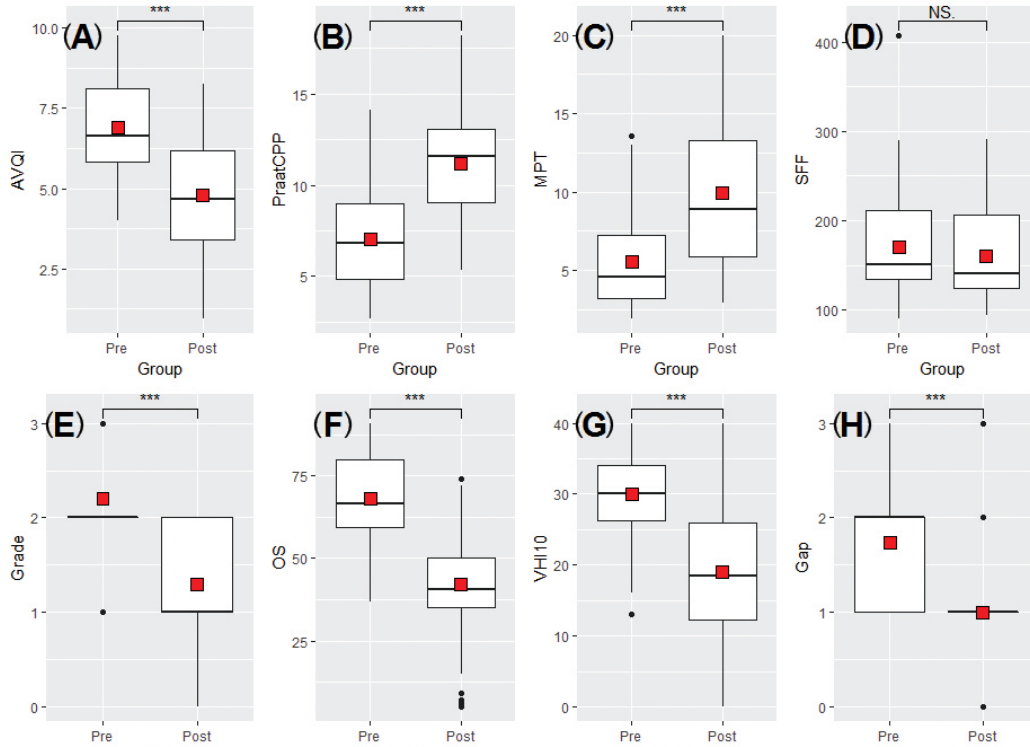 (A)
***
AVQI
10.0
7.5
5.0
2.5
Pre
Post
Group
(B)
***
PraatCPP
15
10
5
Pre
Post
Group
(C)
***
MPT
20
15
10
5
Pre
Post
Group
(D)
NS.
SFF
400
300
200
100
Pre
Post
Group
(E)
***
Grade
3
2
1
0
Pre
Post
(F)
***
OS
75
50
25
Pre
Post
(G)
***
VHI10
40
30
20
10
0
Pre
Post
(H)
***
Gap
3
2
1
0
Pre
Post